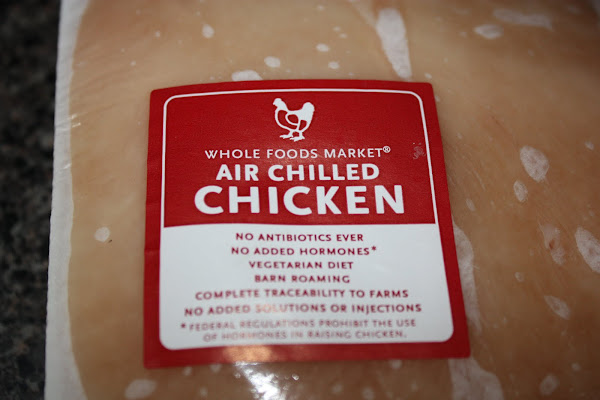 WHOLE FOODS MARKET®
AIR CHILLED
CHICKEN
NO ANTIBIOTICS EVER
NO ADDED HORMONES*
VEGETARIAN DIET
BARN ROAMING
COMPLETE TRACEABILITY TO FARMS
NO ADDED SOLUTIONS OR INJECTIONS
*FEDERAL REGULATIONS PROHIBIT THE USE
OF HORMONES IN RAISING CHICKEN.